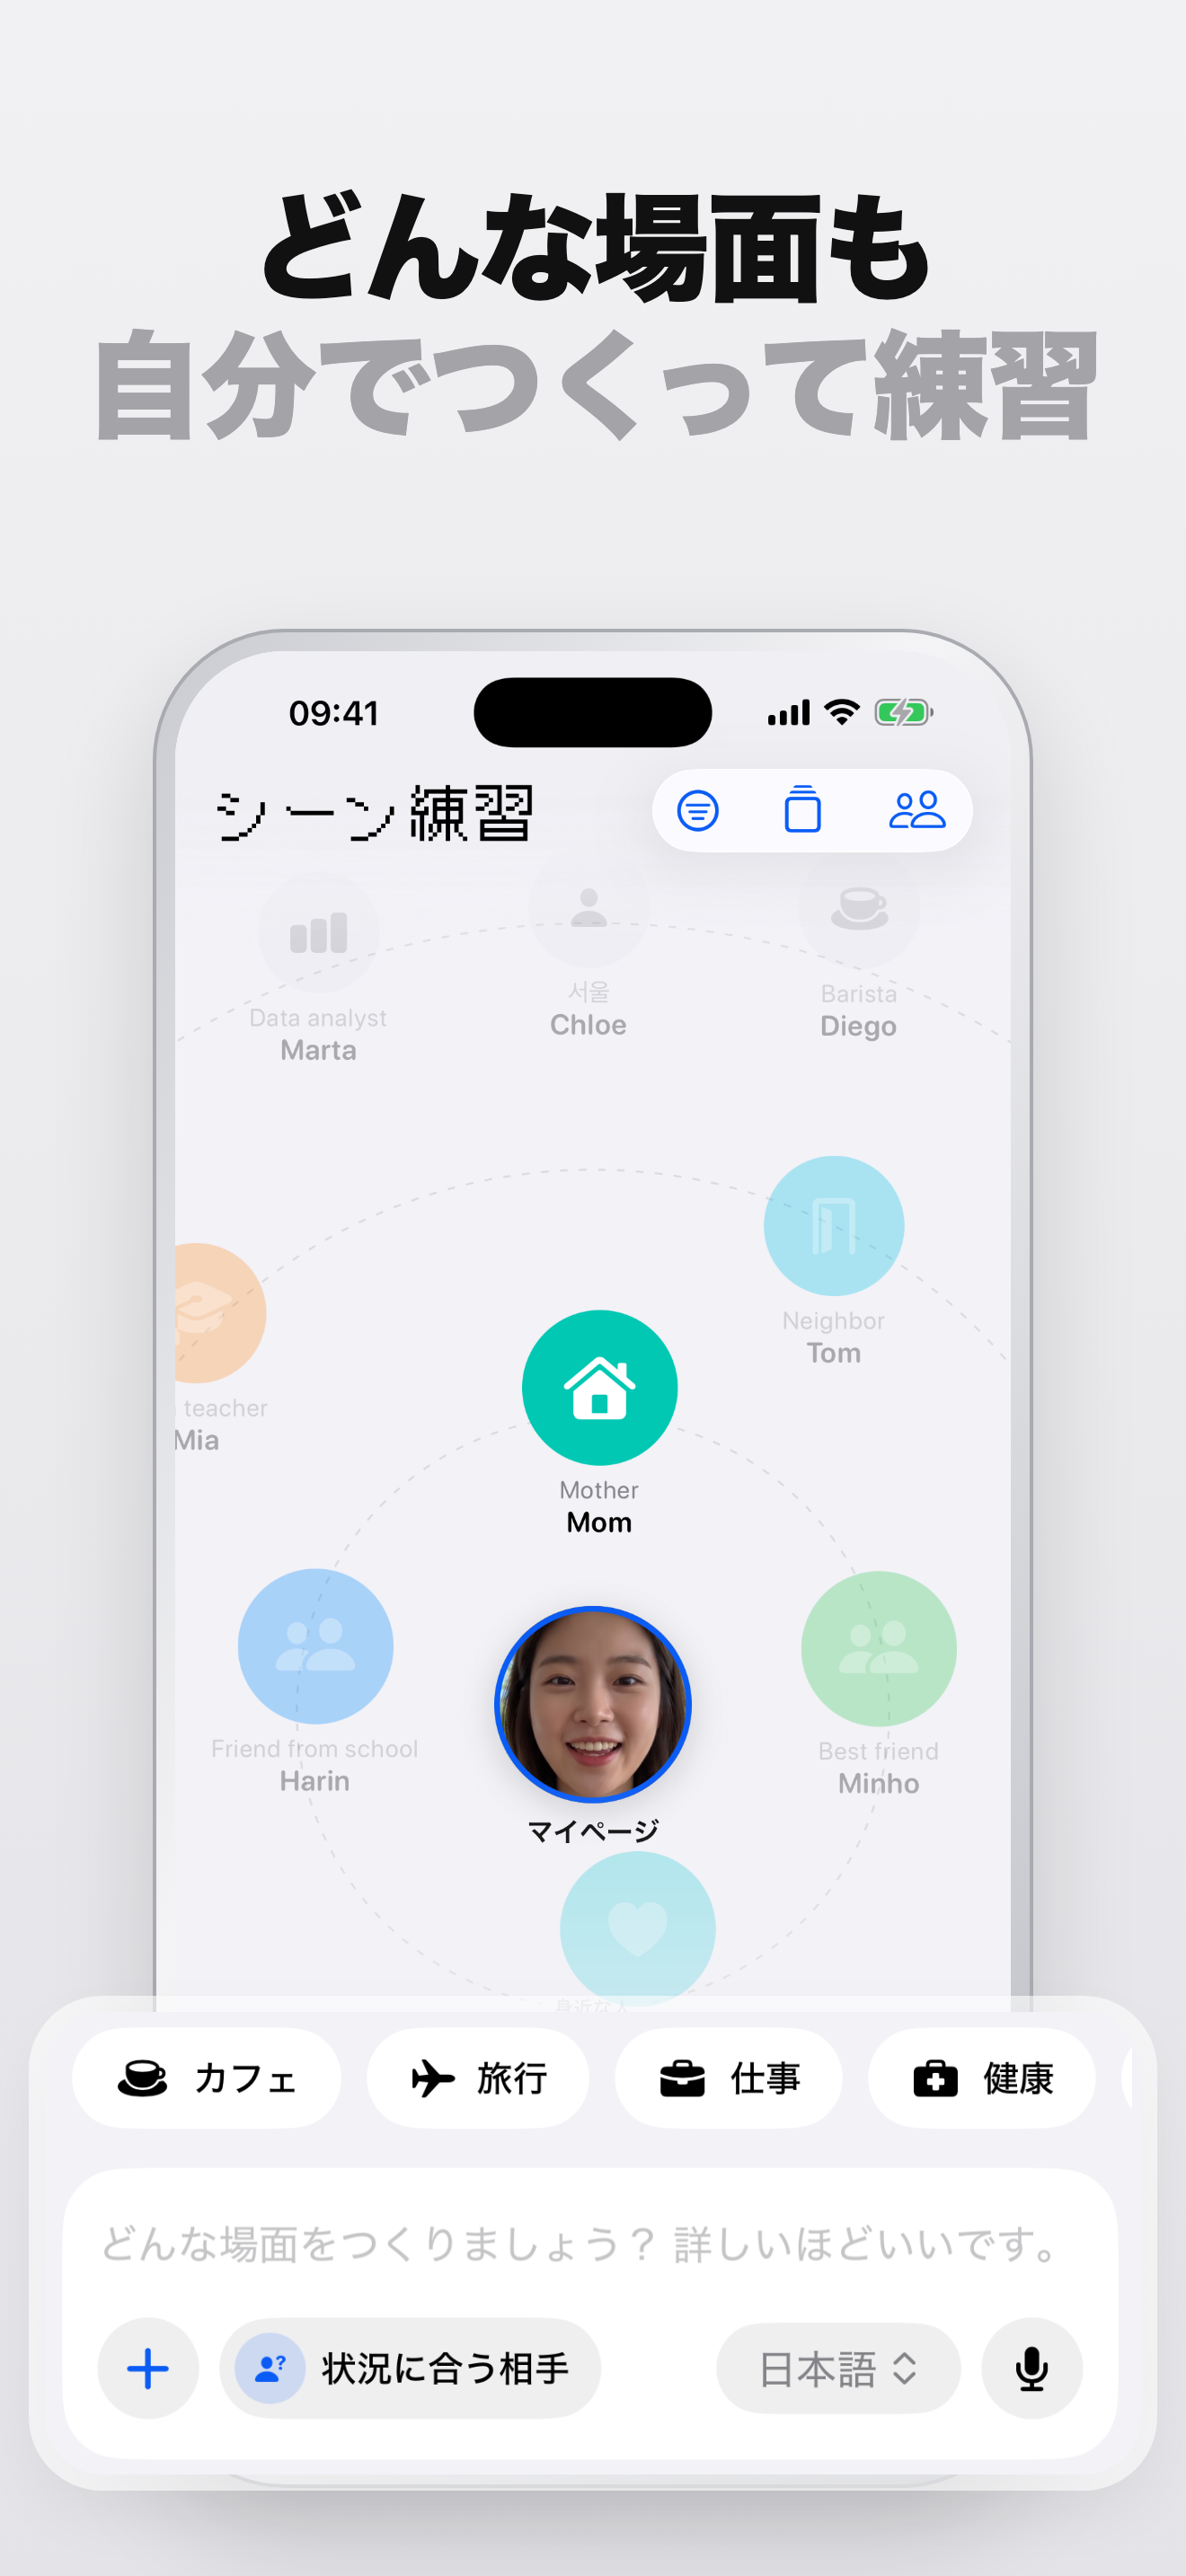 どんな場面も
自分でつくって練習
09:41
シーン練習
Data analyst
Marta
서울
Chloe
Barista
Diego
Neighbor
Tom
teacher
Mia
Mother
Mom
Friend from school
Harin
Best friend
Minho
マイページ
身近な人
カフェ
旅行
仕事
健康
どんな場面をつくりましょう？ 詳しいほどいいです。
状況に合う相手
日本語